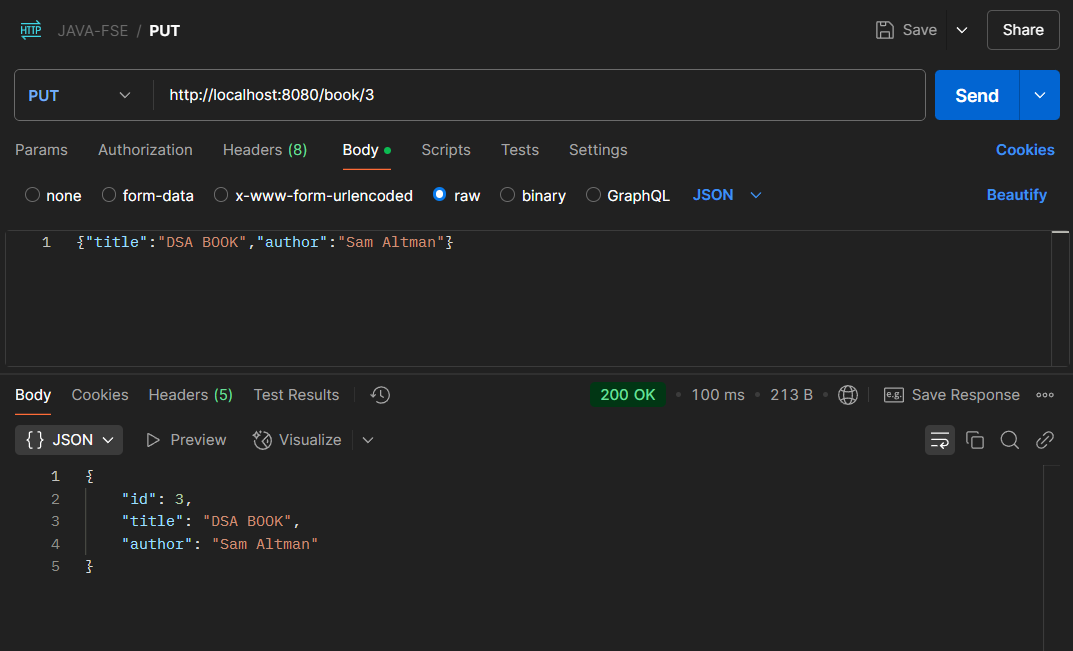 HTTP JAVA-FSE / PUT Save Share
PUT http://localhost:8080/book/3 Send
Params Authorization Headers (8) Body Scripts Tests Settings Cookies
none form-data x-www-form-urlencoded raw binary GraphQL JSON Beautify
1 {"title":"DSA BOOK","author":"Sam Altman"}
Body Cookies Headers (5) Test Results 200 OK • 100 ms • 213 B • e.g. Save Response
{} JSON Preview Visualize
1 {
2 "id": 3,
3 "title": "DSA BOOK",
4 "author": "Sam Altman"
5 }